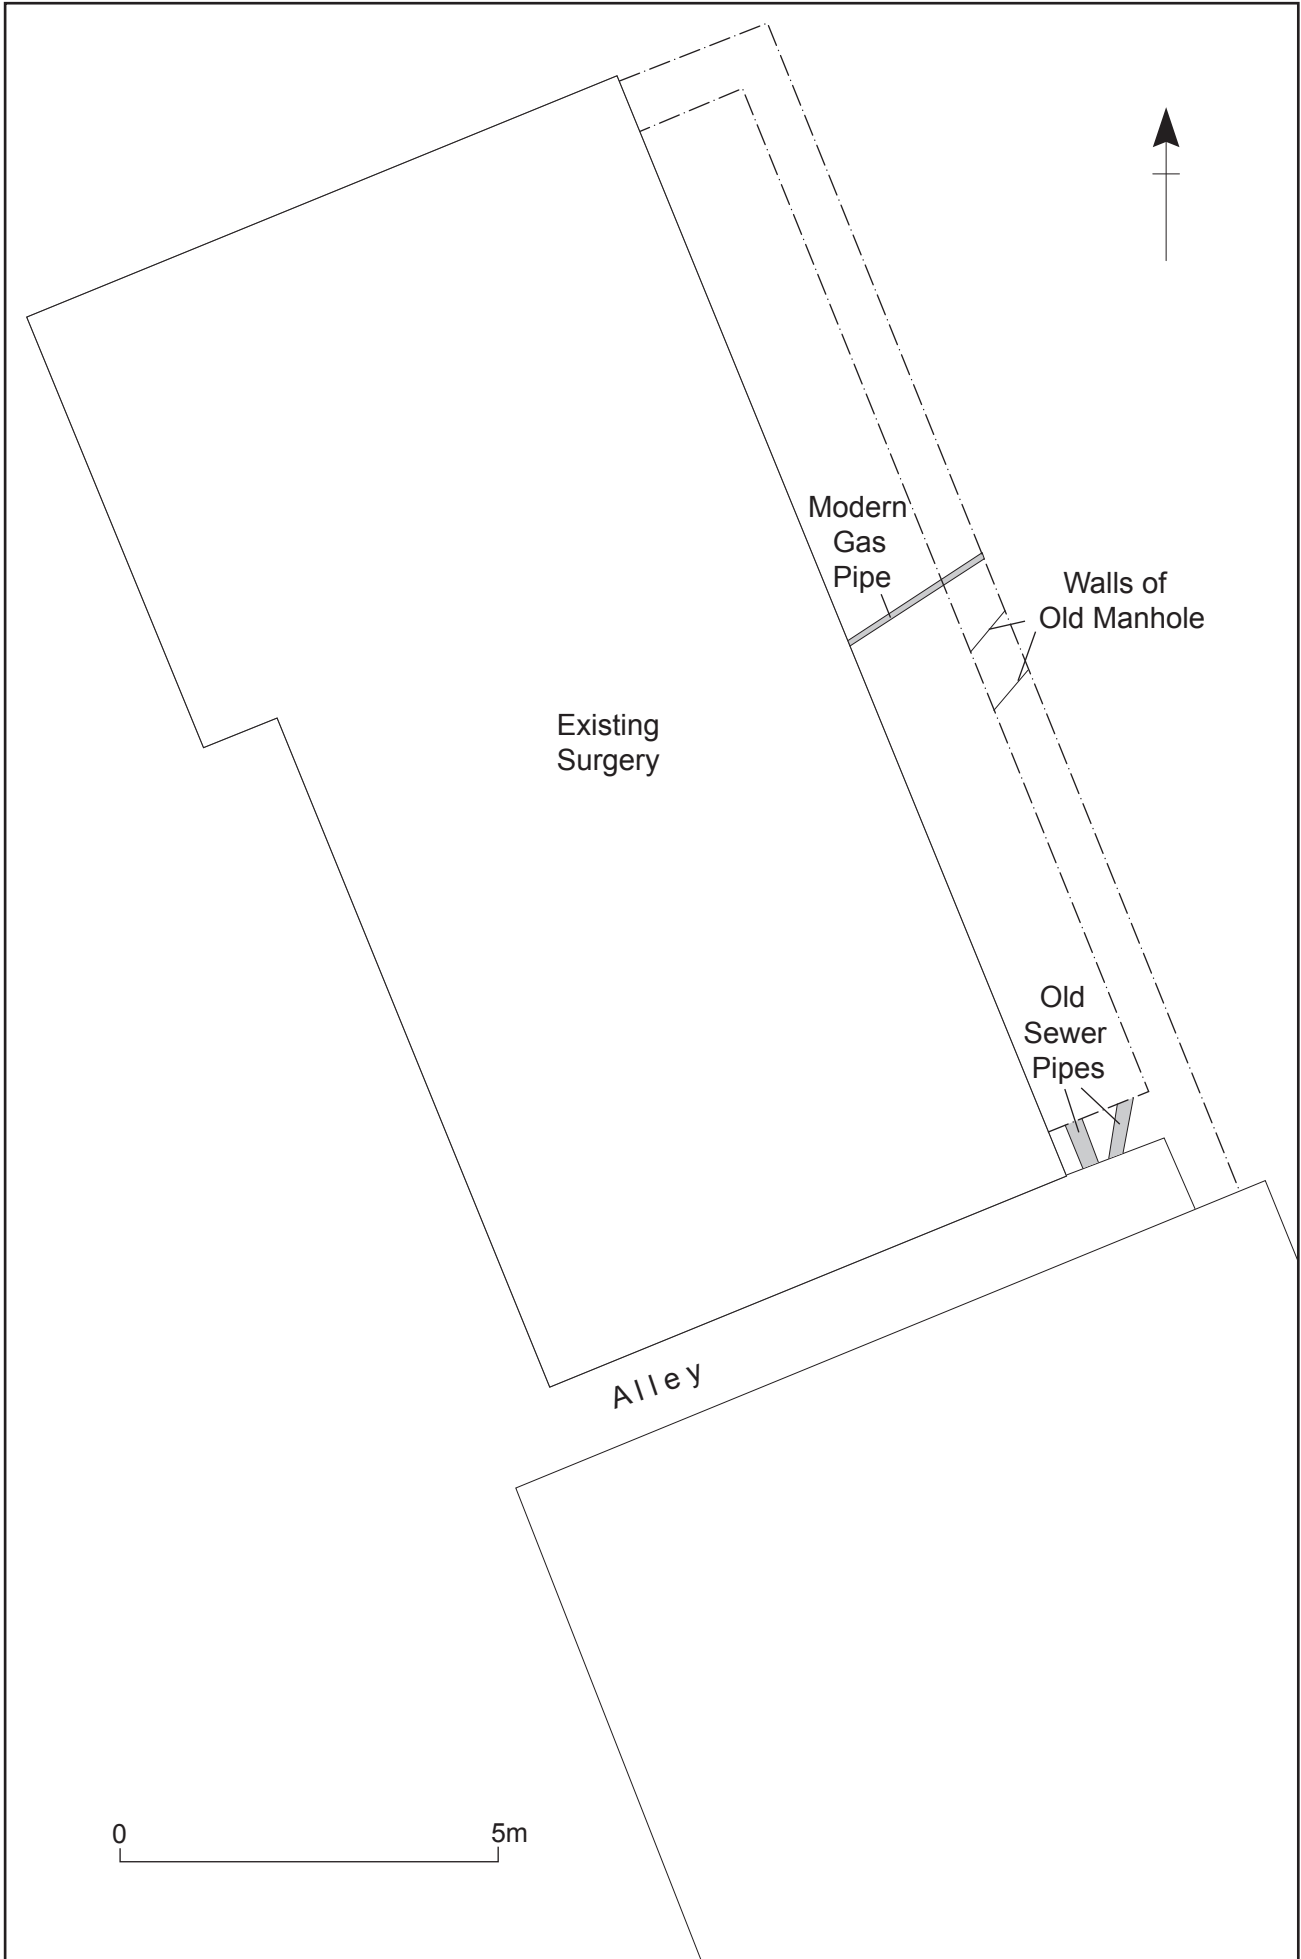 Modern
Gas
Pipe
Walls of
Old Manhole
Existing
Surgery
Old
Sewer
Pipes
Alley
0
5m